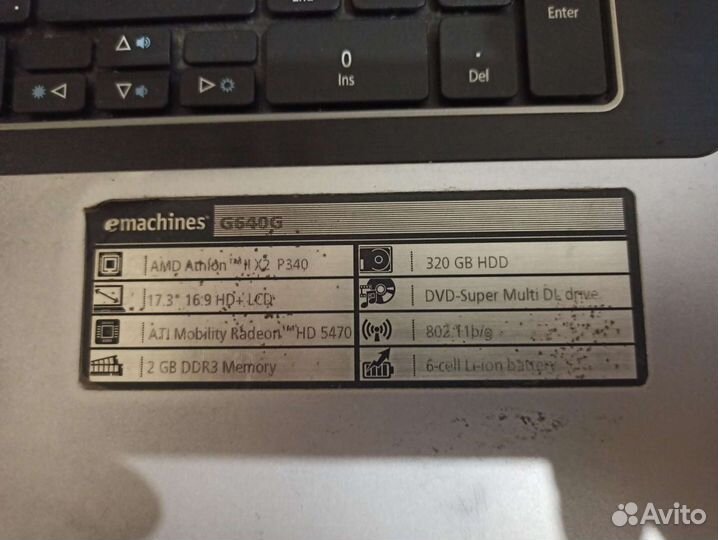 Enter
0
Ins
.
Del
emachines G640G
AMD Athlon™ II X2 P340
17.3" 16:9 HD+ LCD
ATI Mobility Radeon™ HD 5470
2 GB DDR3 Memory
320 GB HDD
DVD-Super Multi DL drive
802.11b/g
6-cell Li-ion battery
Avito